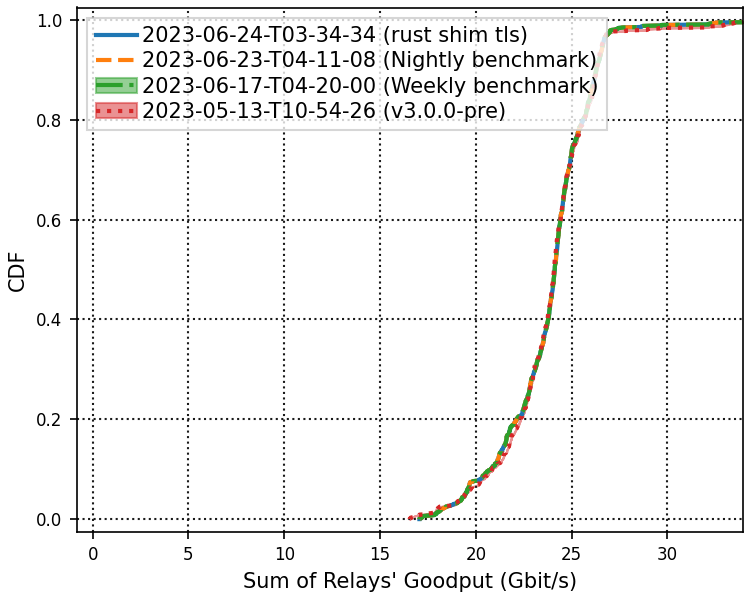 2023-06-24-T03-34-34 (rust shim tls)
2023-06-23-T04-11-08 (Nightly benchmark)
2023-06-17-T04-20-00 (Weekly benchmark)
2023-05-13-T10-54-26 (v3.0.0-pre)
1.0
0.8
0.6
0.4
0.2
0.0
CDF
0 5 10 15 20 25 30
Sum of Relays' Goodput (Gbit/s)